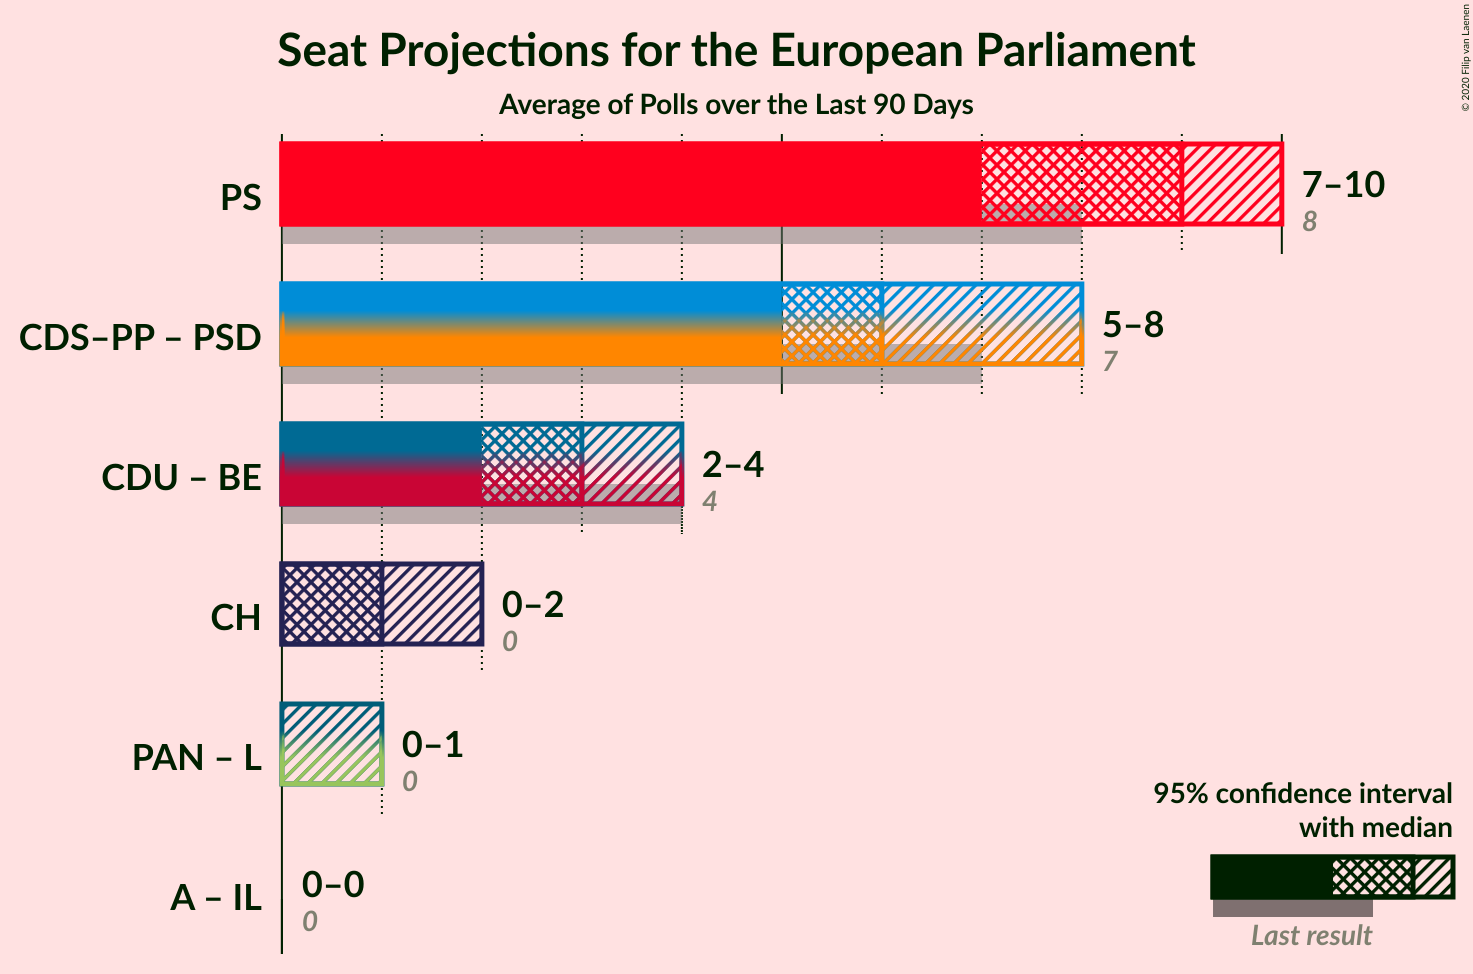 Seat Projections for the European Parliament
Average of Polls over the Last 90 Days
© 2020 Filip van Laenen
PS
7–10
8
CDS–PP – PSD
5–8
7
CDU – BE
2–4
4
CH
0–2
0
PAN – L
0–1
0
A – IL
0–0
0
95% confidence interval
with median
Last result